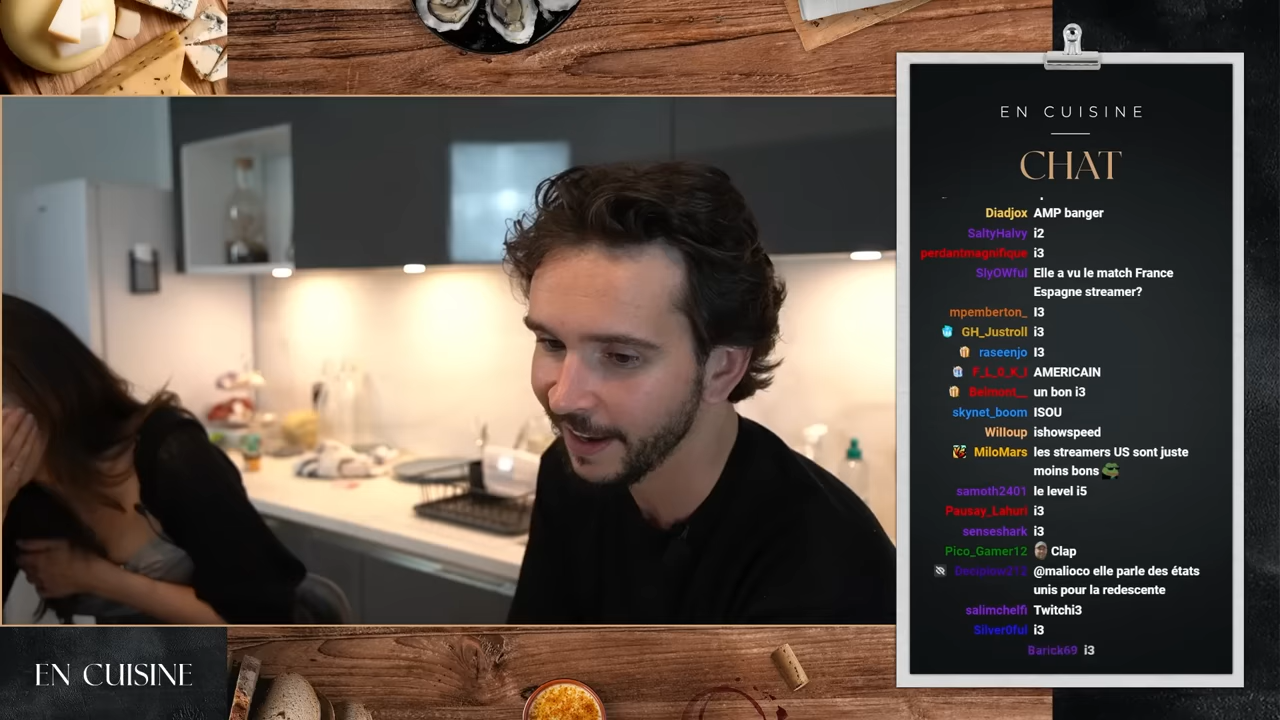 EN CUISINE
CHAT
Diadjox AMP banger
SaltyHalvy i2
perdantmagnifique i3
SlyOWful Elle a vu le match France
Espagne streamer?
mpemberton_ I3
GH_Justroll i3
raseenjo I3
F_L_0_K_I AMERICAIN
Belmont__ un bon i3
skynet_boom ISOU
Willoup ishowspeed
MiloMars les streamers US sont juste
moins bons
samoth2401 le level i5
Pausay_Lahuri i3
senseshark i3
Pico_Gamer12 Clap
@malioco elle parle des états
unis pour la redescente
salimchelfi Twitchi3
Silver0ful i3
Barick69 i3
EN CUISINE